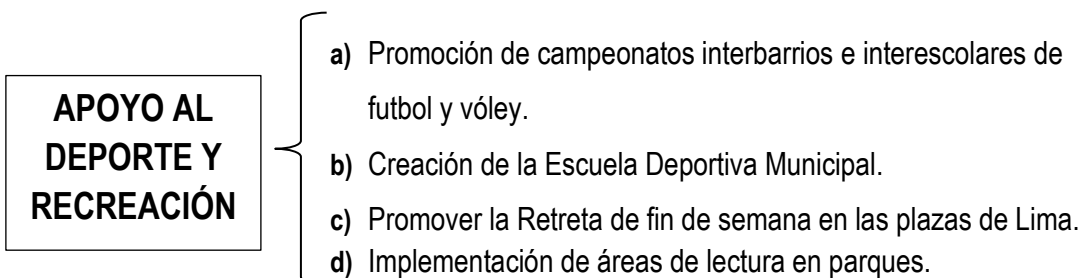 APOYO AL
DEPORTE Y
RECREACIÓN
a) Promoción de campeonatos interbarrios e interescolares de
futbol y vóley.
b) Creación de la Escuela Deportiva Municipal.
c) Promover la Retreta de fin de semana en las plazas de Lima.
d) Implementación de áreas de lectura en parques.